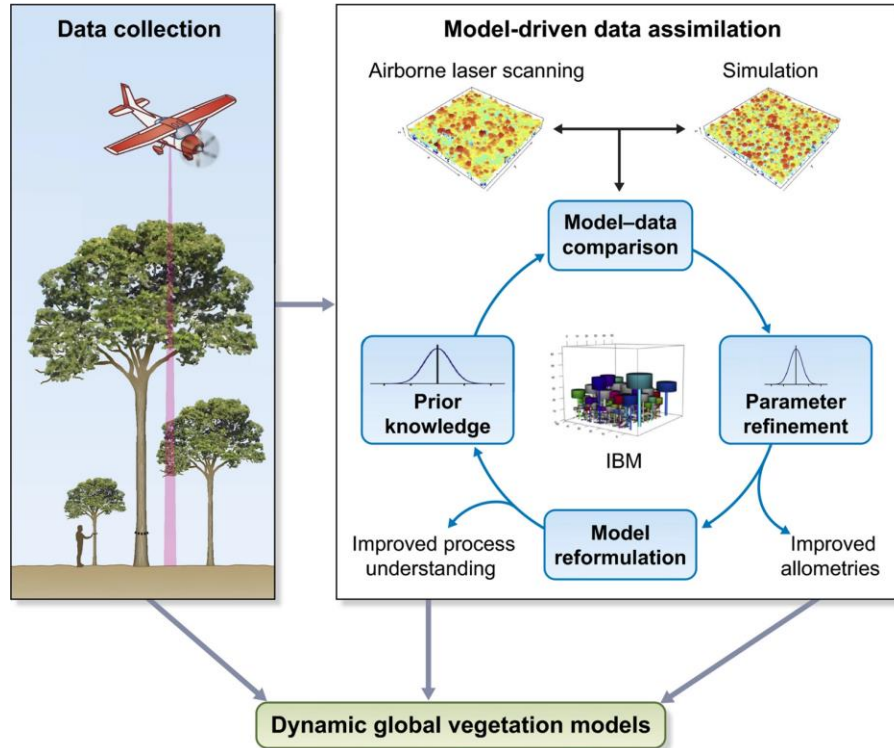 Data collection
Model-driven data assimilation
Airborne laser scanning
Simulation
Model–data
comparison
Prior
knowledge
IBM
Parameter
refinement
Model
reformulation
Improved process
understanding
Improved
allometries
Dynamic global vegetation models